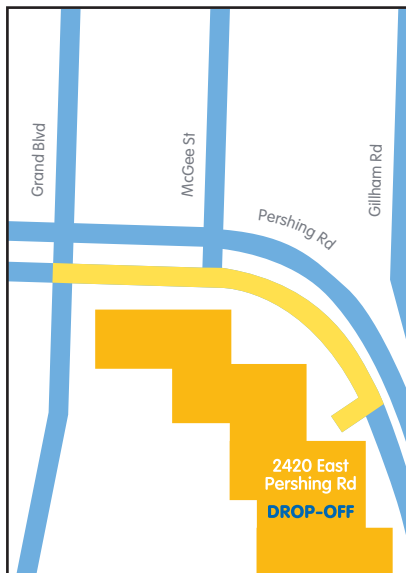 Grand Blvd
McGee St
Pershing Rd
Gillham Rd
2420 East
Pershing Rd
DROP-OFF